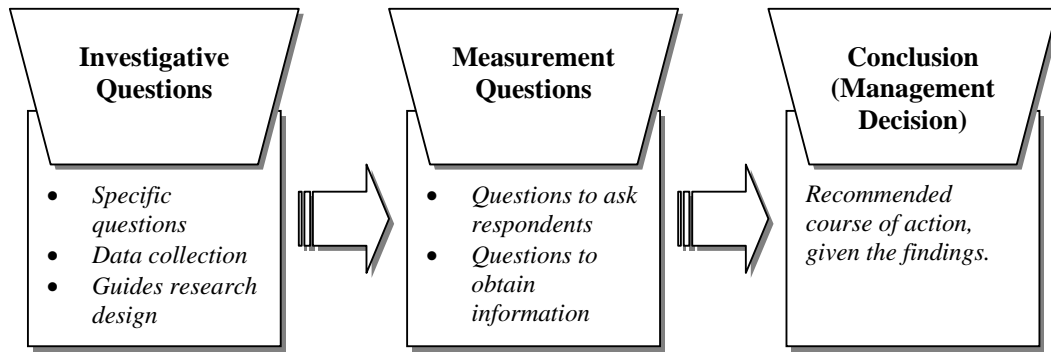 Investigative
Questions
• Specific
questions
• Data collection
• Guides research
design
Measurement
Questions
• Questions to ask
respondents
• Questions to
obtain
information
Conclusion
(Management
Decision)
Recommended
course of action,
given the findings.